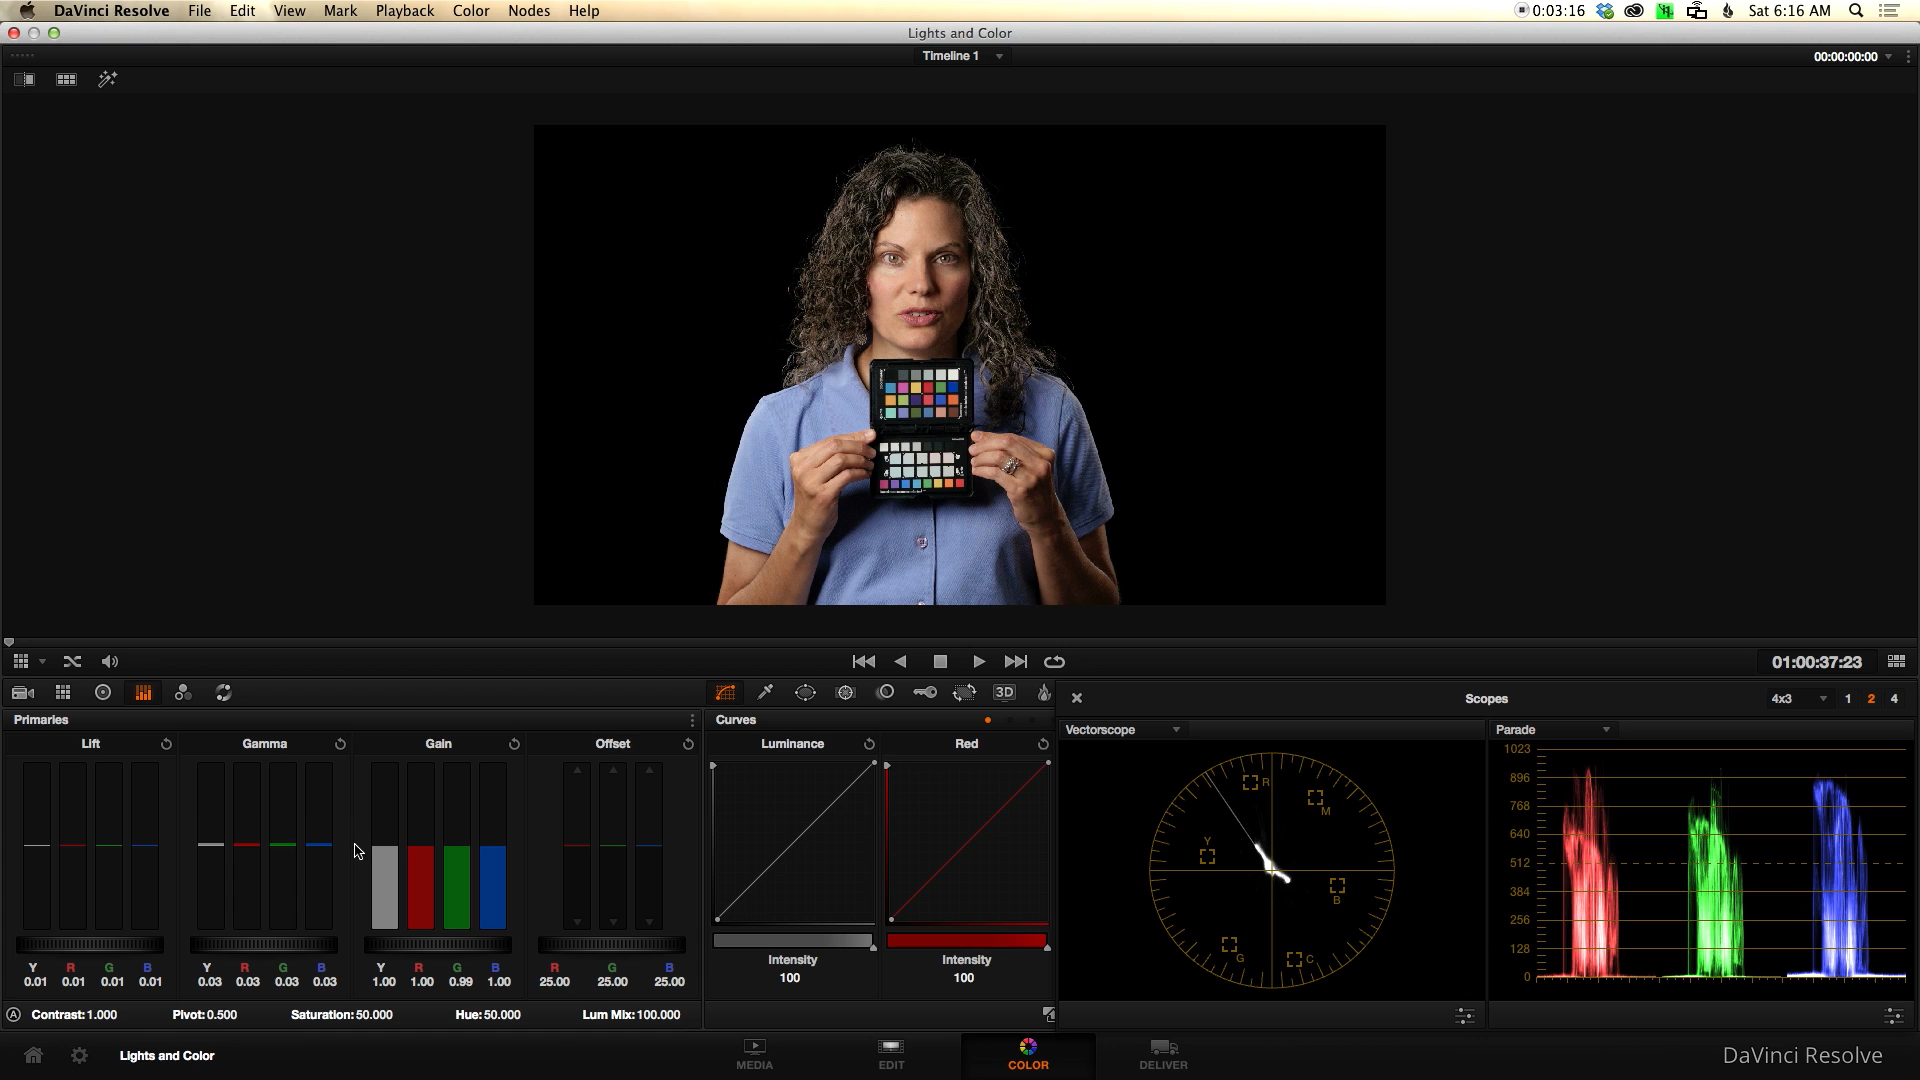 DaVinci Resolve File Edit View Mark Playback Color Nodes Help 0:03:16 Sat 6:16 AM
Lights and Color
Timeline 1 00:00:00:00
01:00:37:23
3D
Primaries
Lift Gamma Gain Offset
Y R G B Y R G B Y R G B R G B
0.01 0.01 0.01 0.01 0.03 0.03 0.03 0.03 1.00 1.00 0.99 1.00 25.00 25.00 25.00
A Contrast:1.000 Pivot:0.500 Saturation:50.000 Hue:50.000 Lum Mix:100.000
Curves
Luminance Red
Intensity Intensity
100 100
Scopes 4x3 1 2 4
Vectorscope Parade
R
M
Y
B
G
C
1023
896
768
640
512
384
256
128
0
Lights and Color MEDIA EDIT COLOR DELIVER DaVinci Resolve